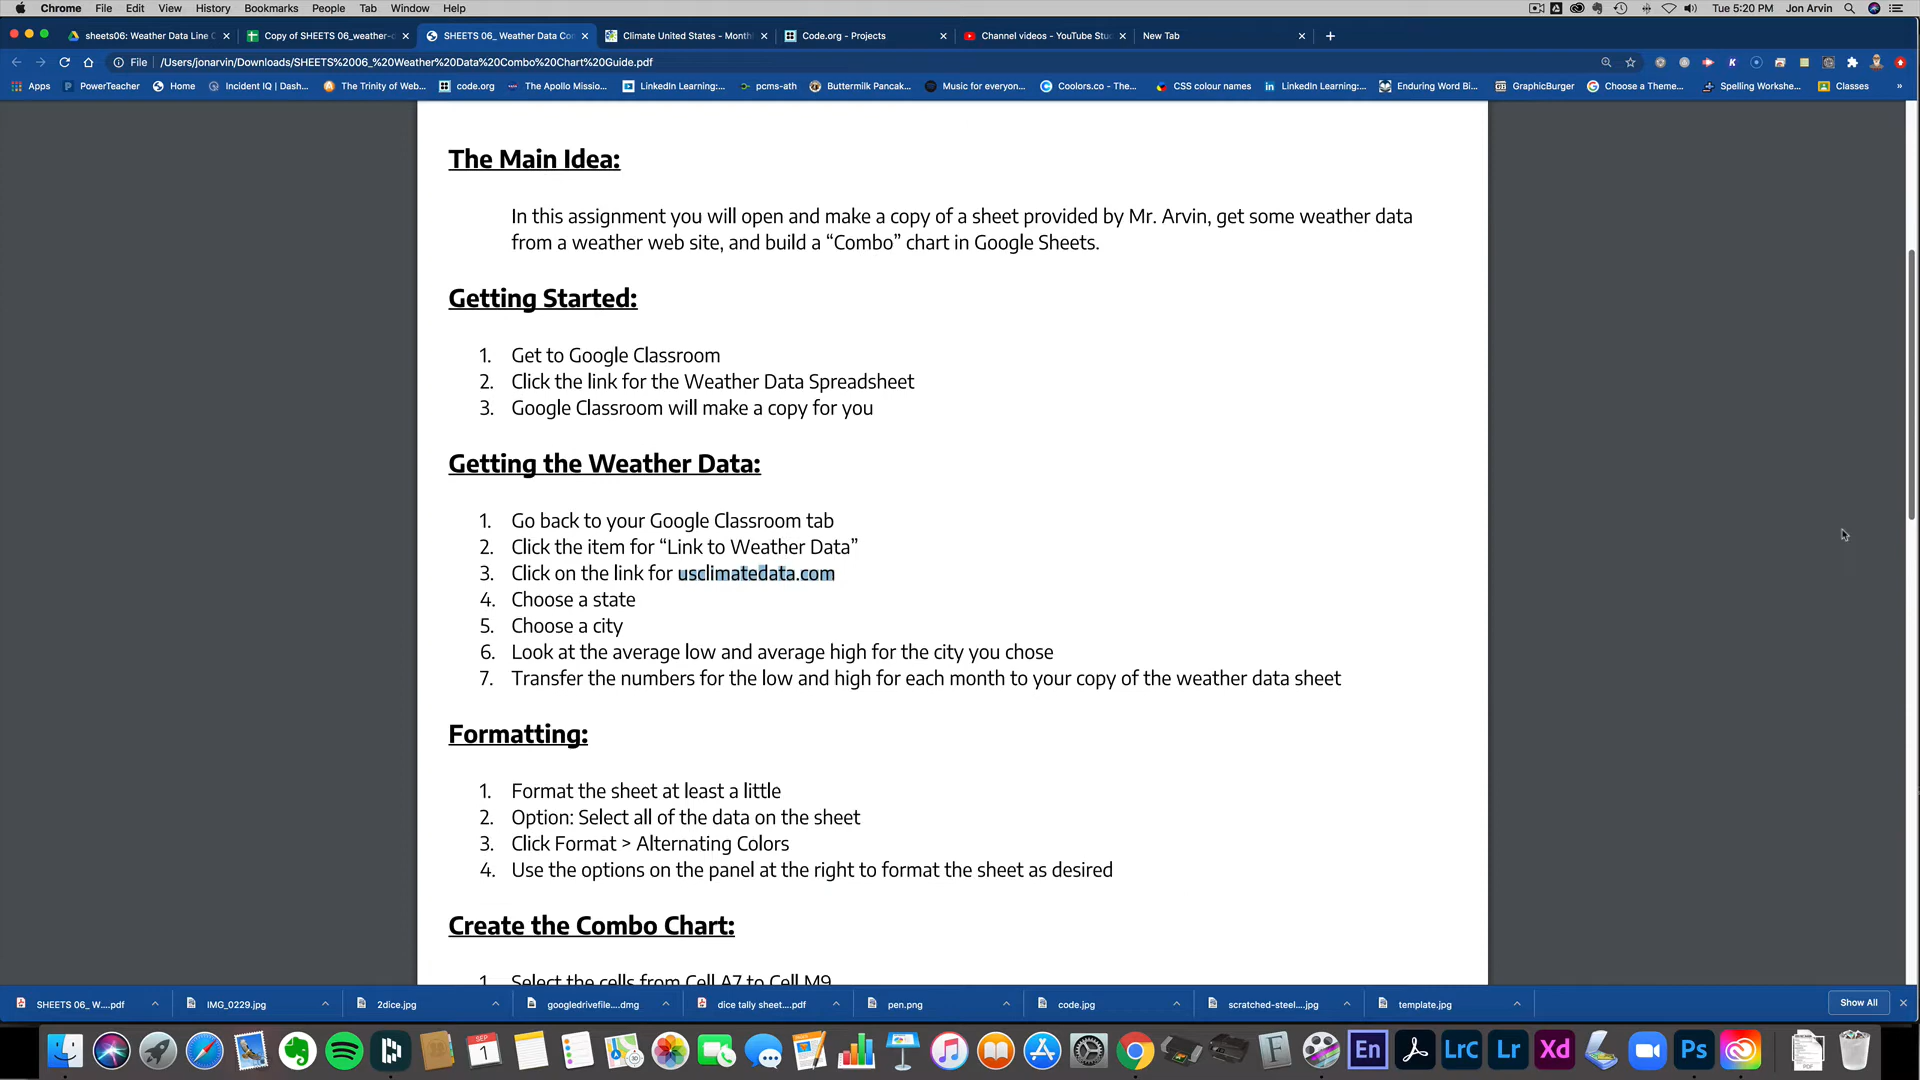 Chrome File Edit View History Bookmarks People Tab Window Help Tue 5:20 PM Jon Arvin
sheets06: Weather Data Line C Copy of SHEETS 06_weather- SHEETS 06_ Weather Data Co Climate United States - Month Code.org - Projects Channel videos - YouTube Stu New Tab
File /Users/jonarvin/Downloads/SHEETS%2006_%20Weather%20Data%20Combo%20Chart%20Guide.pdf
Apps PowerTeacher Home Incident IQ | Dash... The Trinity of Web... code.org The Apollo Missio... LinkedIn Learning:... pcms-ath Buttermilk Pancak... Music for everyon... Coolors.co - The... CSS colour names LinkedIn Learning:... Enduring Word Bi... GraphicBurger Choose a Theme... Spelling Workshe... Classes »
The Main Idea:
In this assignment you will open and make a copy of a sheet provided by Mr. Arvin, get some weather data
from a weather web site, and build a “Combo” chart in Google Sheets.
Getting Started:
1. Get to Google Classroom
2. Click the link for the Weather Data Spreadsheet
3. Google Classroom will make a copy for you
Getting the Weather Data:
1. Go back to your Google Classroom tab
2. Click the item for “Link to Weather Data”
3. Click on the link for usclimatedata.com
4. Choose a state
5. Choose a city
6. Look at the average low and average high for the city you chose
7. Transfer the numbers for the low and high for each month to your copy of the weather data sheet
Formatting:
1. Format the sheet at least a little
2. Option: Select all of the data on the sheet
3. Click Format > Alternating Colors
4. Use the options on the panel at the right to format the sheet as desired
Create the Combo Chart:
1. Select the cells from Cell A7 to Cell M9
SHEETS 06_ W....pdf IMG_0229.jpg 2dice.jpg googledrivefile....dmg dice tally sheet....pdf pen.png code.jpg scratched-steel....jpg template.jpg Show All
SEP
1
En LrC Lr Xd Ps
PDF